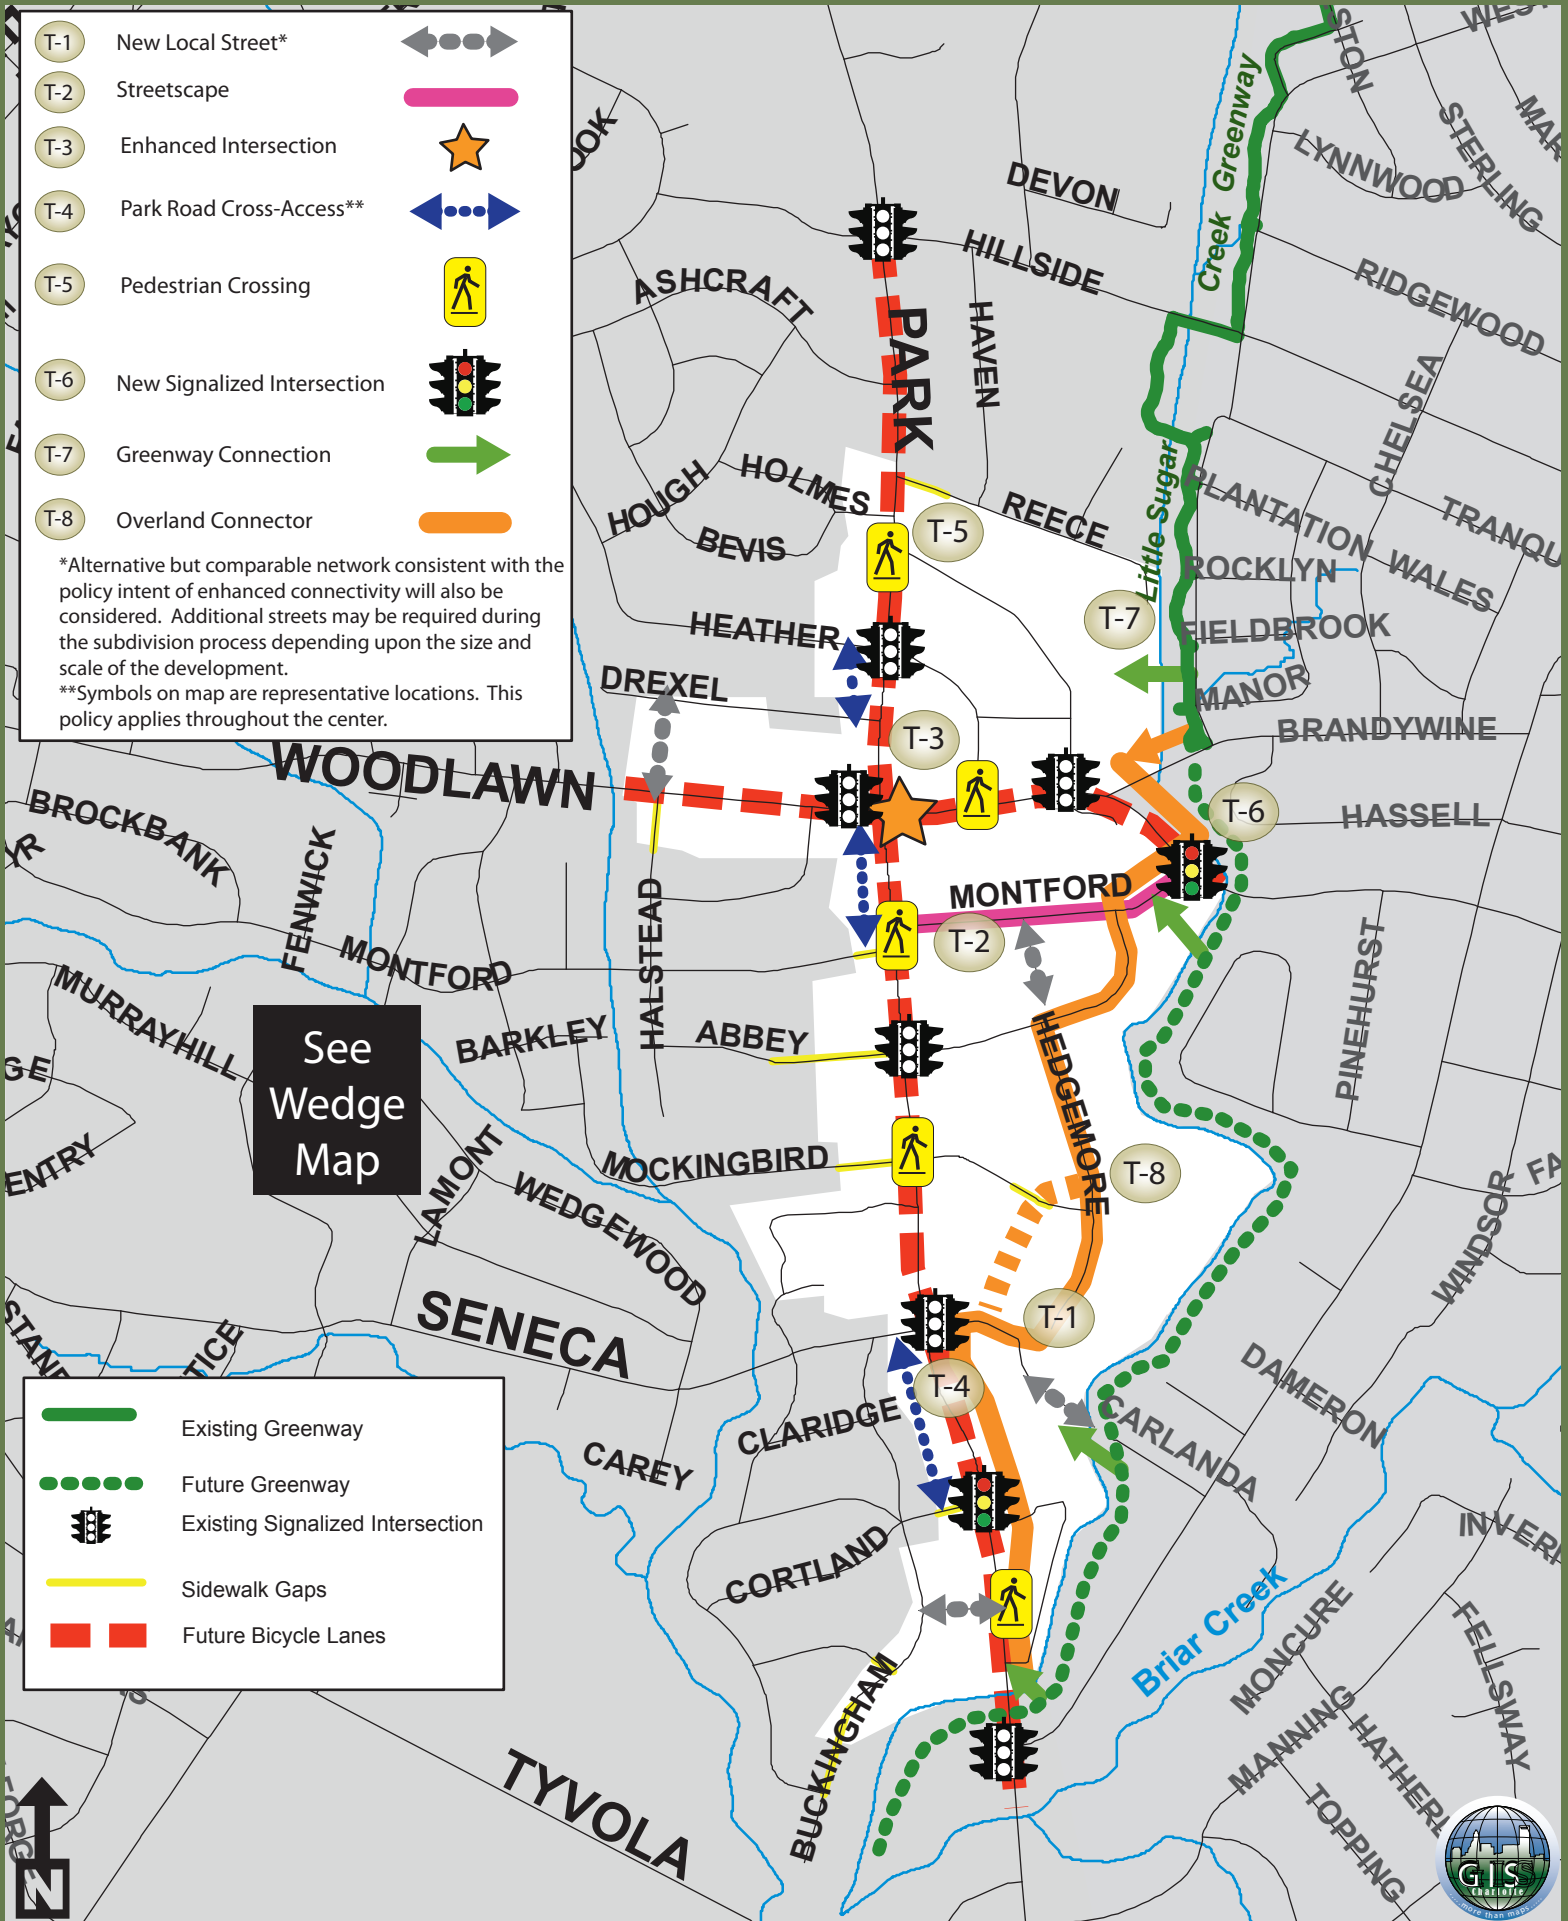 T-1 New Local Street*
T-2 Streetscape
T-3 Enhanced Intersection
T-4 Park Road Cross-Access**
T-5 Pedestrian Crossing
T-6 New Signalized Intersection
T-7 Greenway Connection
T-8 Overland Connector
*Alternative but comparable network consistent with the
policy intent of enhanced connectivity will also be
considered. Additional streets may be required during
the subdivision process depending upon the size and
scale of the development.
**Symbols on map are representative locations. This
policy applies throughout the center.
Creek Greenway
LYNNWOOD
STERLING
DEVON
HILLSIDE
RIDGEWOOD
ASHCRAFT
PARK
HAVEN
CHELSEA
HOLMES
HOUGH
BEVIS
T-5
REECE
Little Sugar
PLANTATION
TRANQU
ROCKLYN
WALES
T-7
FIELDBROOK
HEATHER
DREXEL
MANOR
BRANDYWINE
T-3
WOODLAWN
BROCKBANK
T-6
HASSELL
FENWICK
MONTFORD
HALSTEAD
MONTFORD
T-2
PINEHURST
MURRAYHILL
See
Wedge
Map
BARKLEY
ABBEY
HEDGEMORE
ENTRY
LAMONT
MOCKINGBIRD
T-8
WEDGEWOOD
WINDSOR
FA
SENECA
T-1
DAMERON
T-4
CLARIDGE
CARLANDA
CAREY
Existing Greenway
Future Greenway
Existing Signalized Intersection
Sidewalk Gaps
Future Bicycle Lanes
CORTLAND
INVER
Briar Creek
MONCURE
FELLSWAY
BUCKINGHAM
MANNING
HATHERL
TOPPING
TYVOLA
N
GIS
Charlotte
...more than maps...